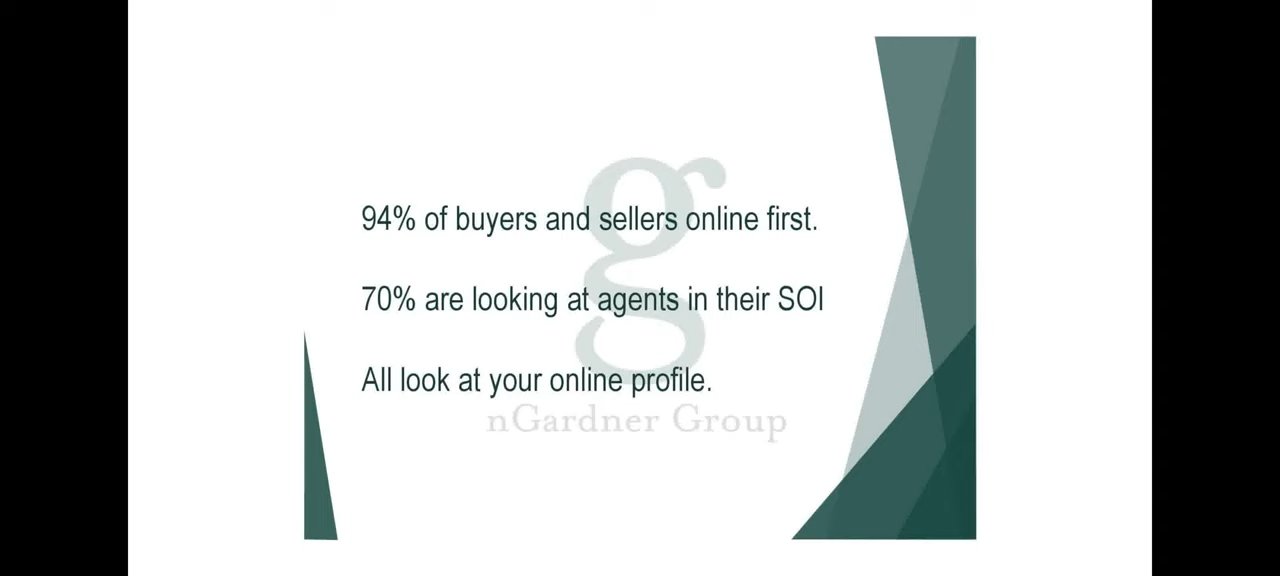 94% of buyers and sellers online first.
70% are looking at agents in their SOI
All look at your online profile.
g
nGardner Group